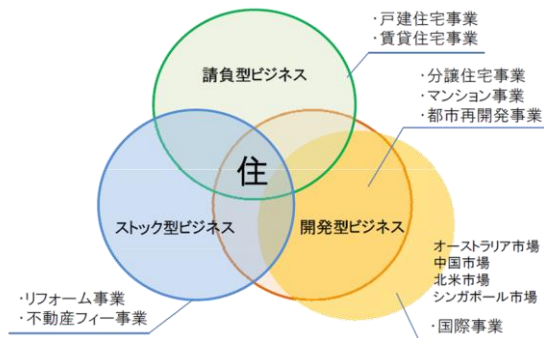 ・戸建住宅事業
・賃貸住宅事業
請負型ビジネス
・分譲住宅事業
・マンション事業
・都市再開発事業
住
ストック型ビジネス
開発型ビジネス
オーストラリア市場
中国市場
北米市場
シンガポール市場
・リフォーム事業
・不動産フィー事業
・国際事業